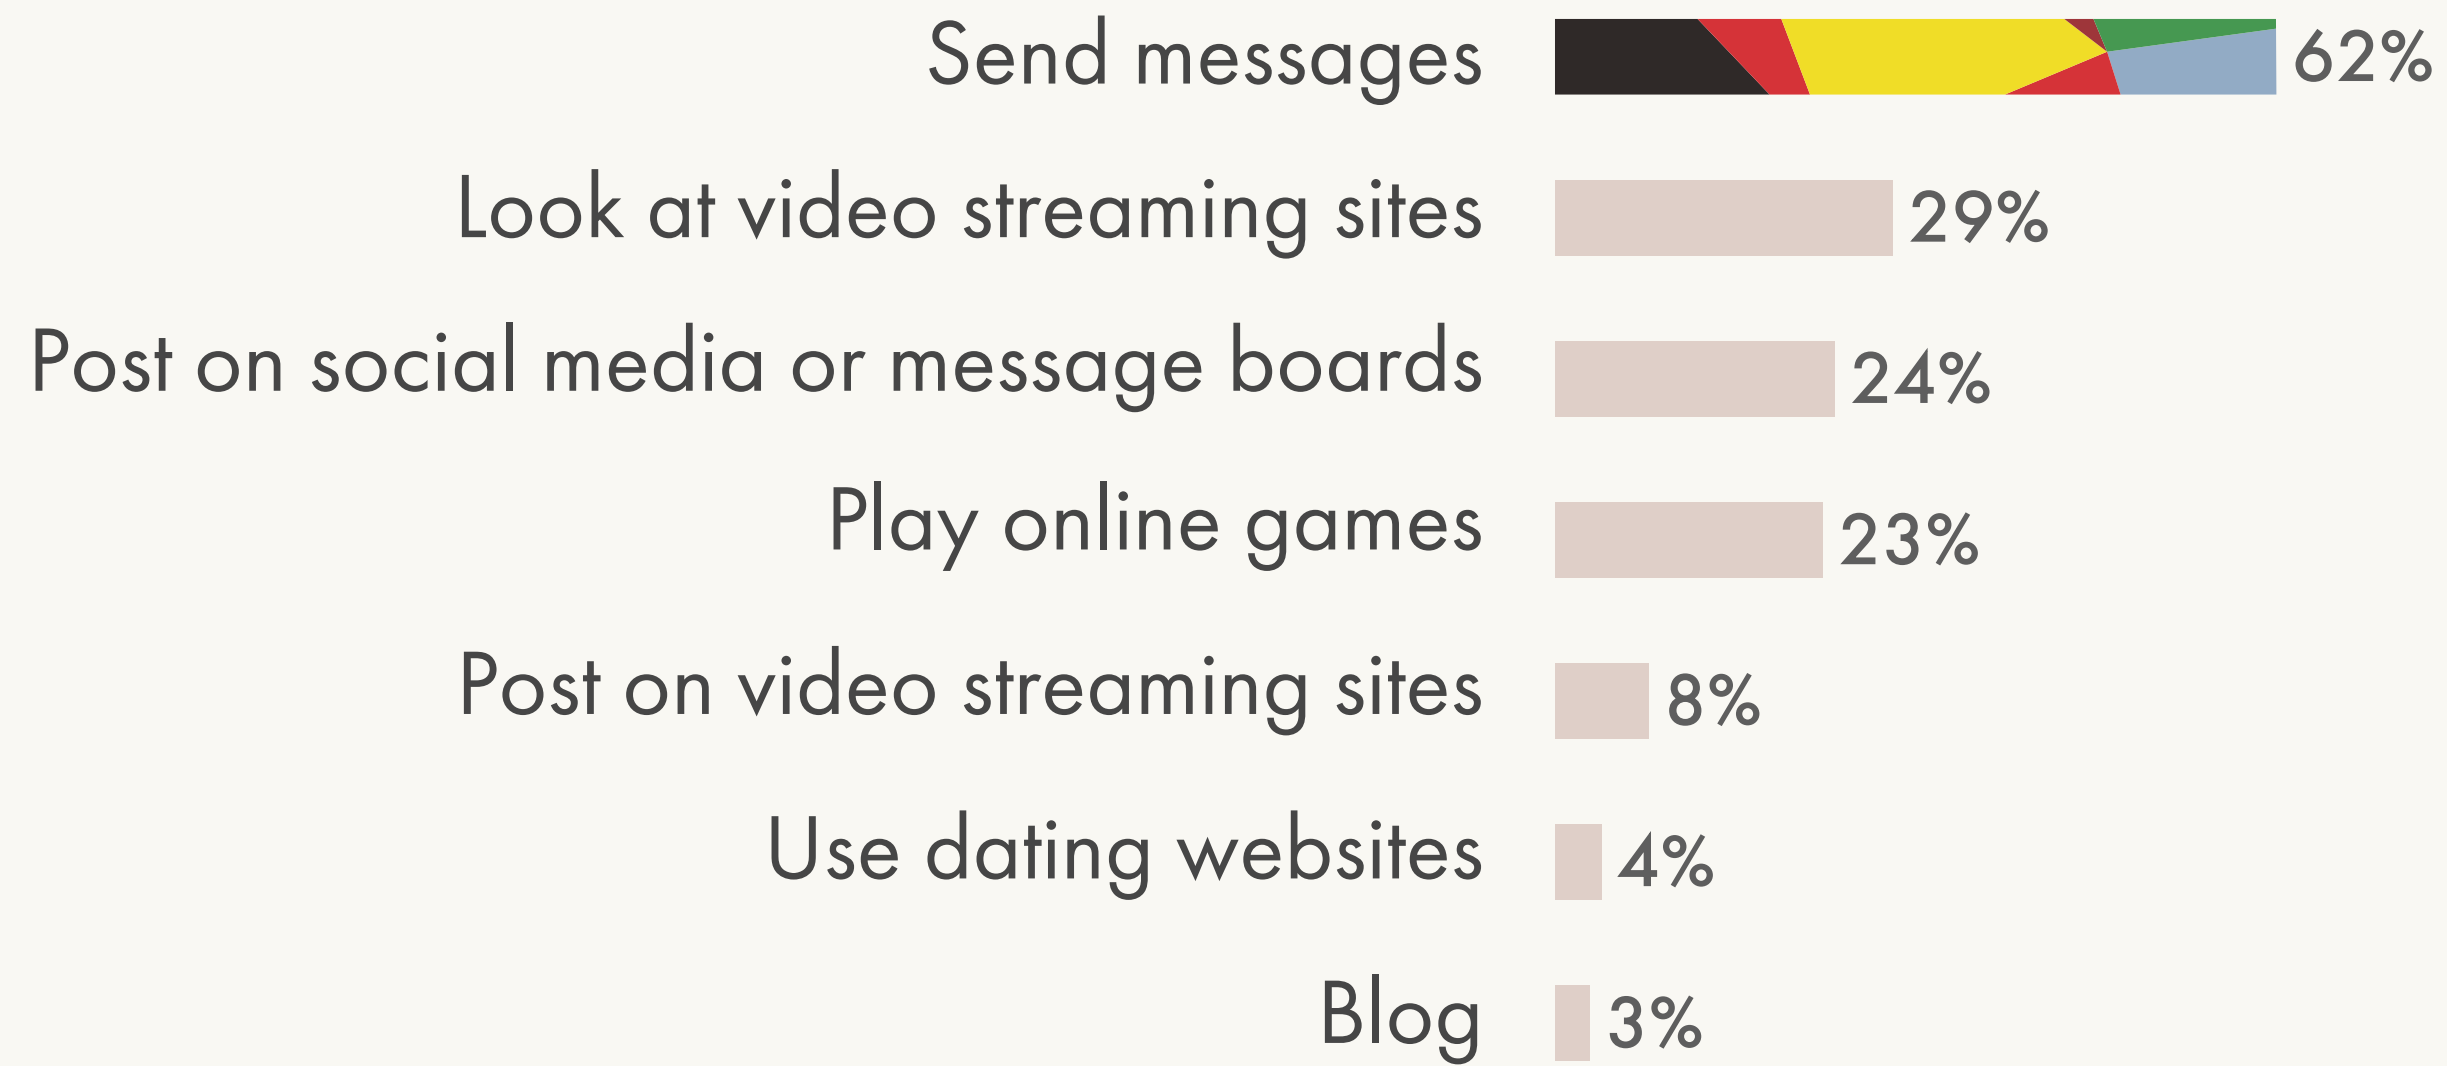 Send messages 62%
Look at video streaming sites 29%
Post on social media or message boards 24%
Play online games 23%
Post on video streaming sites 8%
Use dating websites 4%
Blog 3%